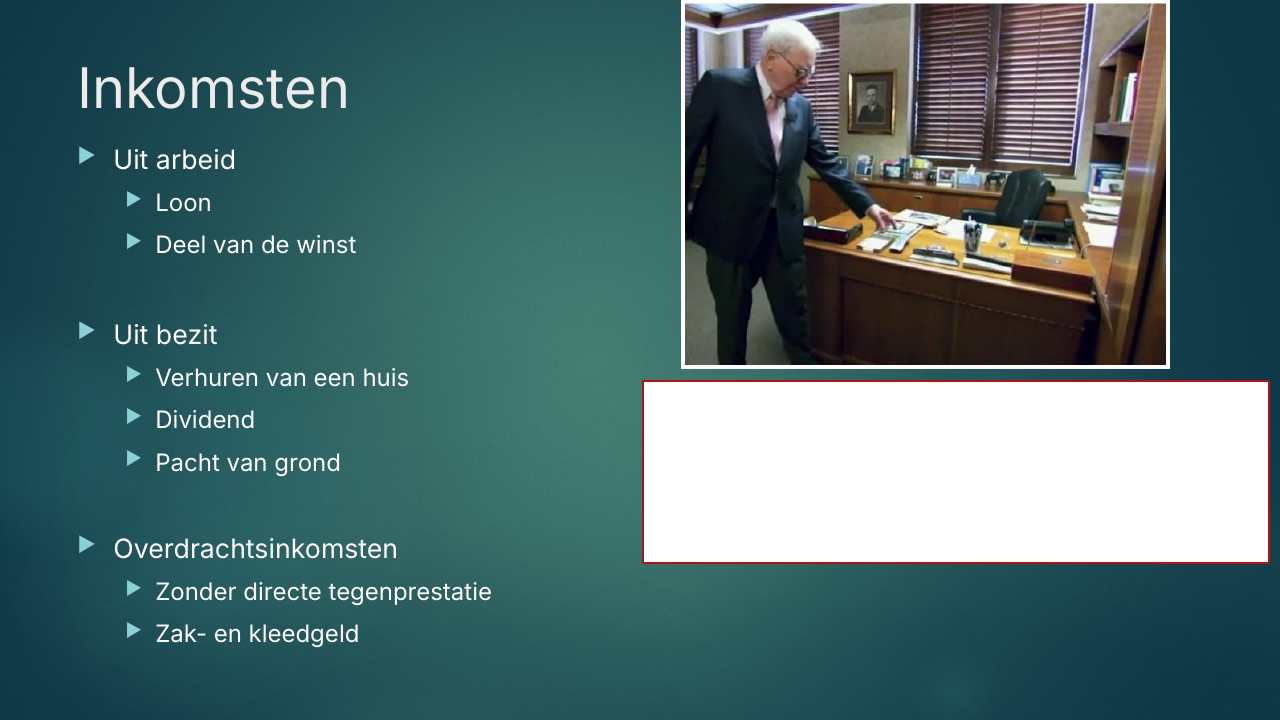 Inkomsten
Uit arbeid
Loon
Deel van de winst
Uit bezit
Verhuren van een huis
Dividend
Pacht van grond
Overdrachtsinkomsten
Zonder directe tegenprestatie
Zak- en kleedgeld